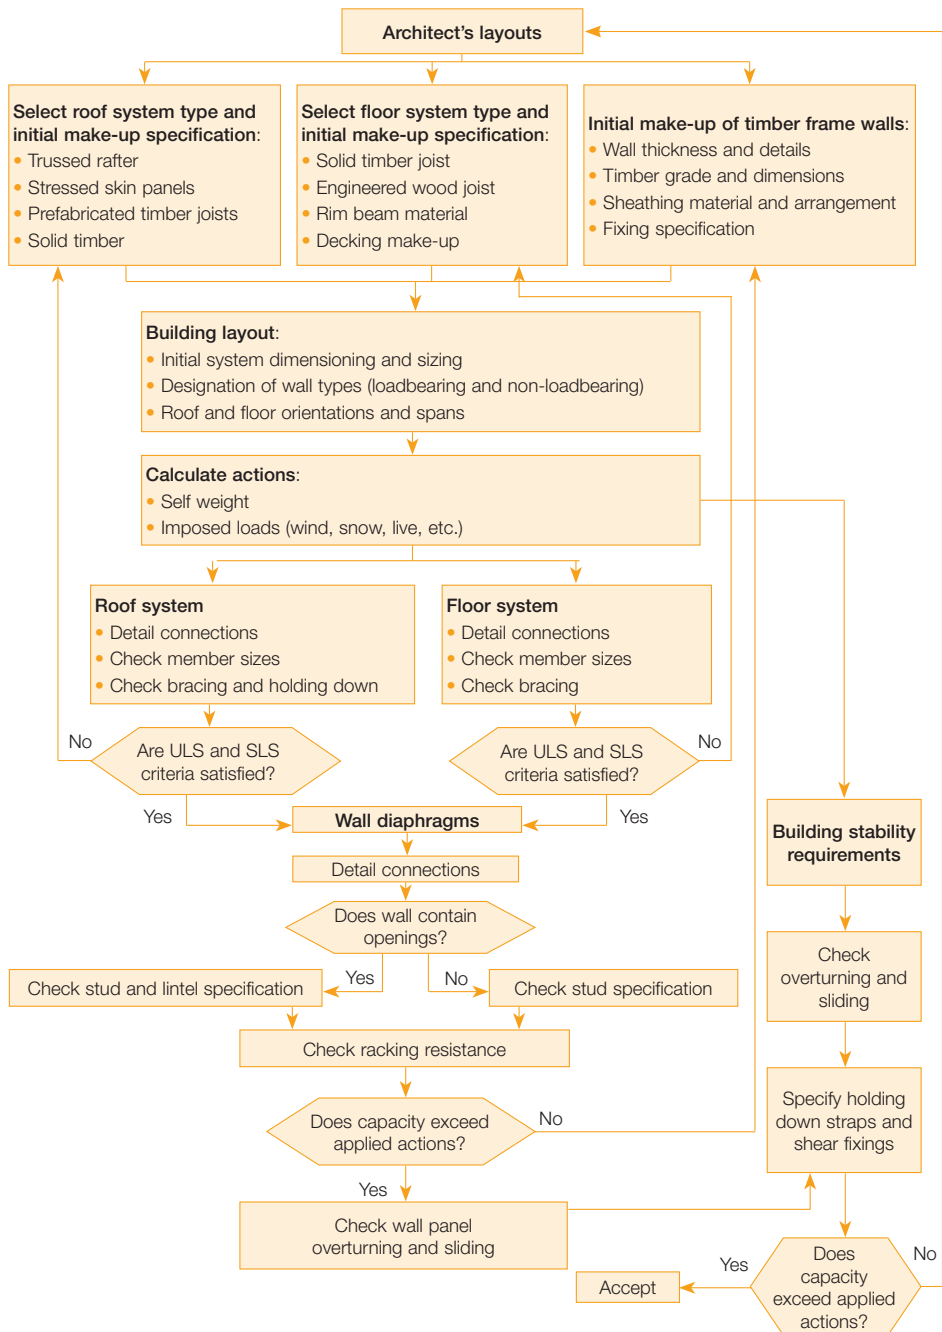 Architect's layouts
Select roof system type and
initial make-up specification:
• Trussed rafter
• Stressed skin panels
• Prefabricated timber joists
• Solid timber
Select floor system type and
initial make-up specification:
• Solid timber joist
• Engineered wood joist
• Rim beam material
• Decking make-up
Initial make-up of timber frame walls:
• Wall thickness and details
• Timber grade and dimensions
• Sheathing material and arrangement
• Fixing specification
Building layout:
• Initial system dimensioning and sizing
• Designation of wall types (loadbearing and non-loadbearing)
• Roof and floor orientations and spans
Calculate actions:
• Self weight
• Imposed loads (wind, snow, live, etc.)
Roof system
• Detail connections
• Check member sizes
• Check bracing and holding down
Floor system
• Detail connections
• Check member sizes
• Check bracing
No
Are ULS and SLS
criteria satisfied?
Are ULS and SLS
criteria satisfied?
No
Yes
Wall diaphragms
Yes
Building stability
requirements
Detail connections
Does wall contain
openings?
Yes
No
Check stud and lintel specification
Check stud specification
Check
overturning and
sliding
Check racking resistance
Does capacity exceed
applied actions?
No
Specify holding
down straps and
shear fixings
Yes
Check wall panel
overturning and sliding
Does
capacity
exceed applied
actions?
Yes
No
Accept